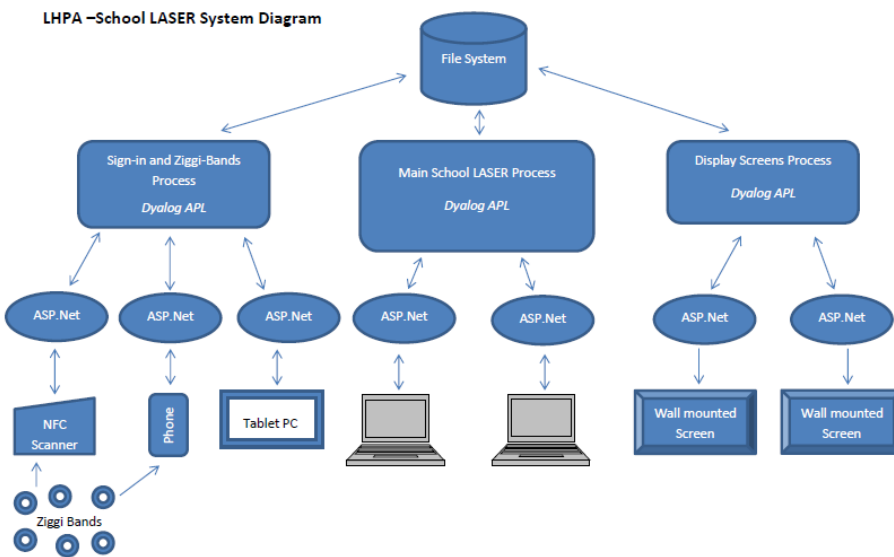 LHPA –School LASER System Diagram
File System
Sign-in and Ziggi-Bands
Process
Dyalog APL
Main School LASER Process
Dyalog APL
Display Screens Process
Dyalog APL
ASP.Net
ASP.Net
ASP.Net
ASP.Net
ASP.Net
ASP.Net
ASP.Net
NFC
Scanner
Phone
Tablet PC
Wall mounted
Screen
Wall mounted
Screen
Ziggi Bands